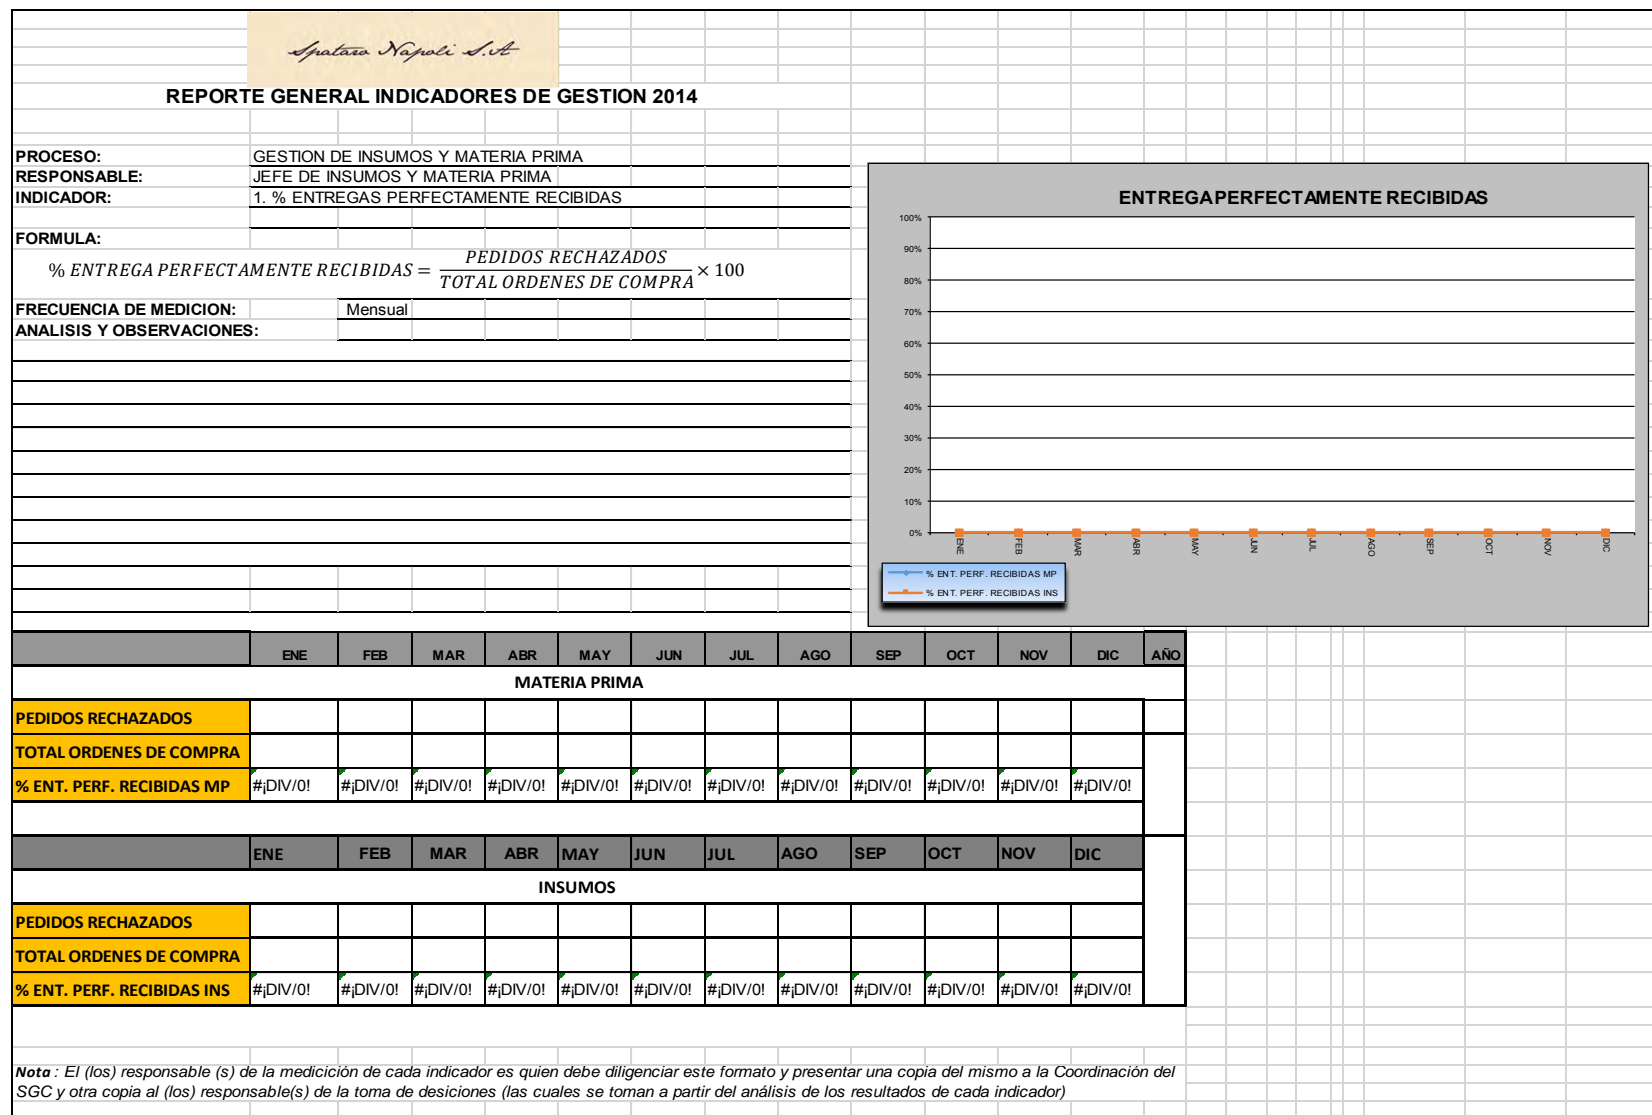 Spataro Napoli S.A
REPORTE GENERAL INDICADORES DE GESTION 2014
PROCESO: GESTION DE INSUMOS Y MATERIA PRIMA
RESPONSABLE: JEFE DE INSUMOS Y MATERIA PRIMA
INDICADOR: 1. % ENTREGAS PERFECTAMENTE RECIBIDAS
FORMULA:
% ENTREGA PERFECTAMENTE RECIBIDAS = PEDIDOS RECHAZADOS / TOTAL ORDENES DE COMPRA × 100
FRECUENCIA DE MEDICION: Mensual
ANALISIS Y OBSERVACIONES:
ENTREGA PERFECTAMENTE RECIBIDAS
100%
90%
80%
70%
60%
50%
40%
30%
20%
10%
0%
ENE FEB MAR ABR MAY JUN JUL AGO SEP OCT NOV DIC
% ENT. PERF. RECIBIDAS MP
% ENT. PERF. RECIBIDAS INS
ENE FEB MAR ABR MAY JUN JUL AGO SEP OCT NOV DIC AÑO
MATERIA PRIMA
PEDIDOS RECHAZADOS
TOTAL ORDENES DE COMPRA
% ENT. PERF. RECIBIDAS MP #¡DIV/0! #¡DIV/0! #¡DIV/0! #¡DIV/0! #¡DIV/0! #¡DIV/0! #¡DIV/0! #¡DIV/0! #¡DIV/0! #¡DIV/0! #¡DIV/0! #¡DIV/0!
ENE FEB MAR ABR MAY JUN JUL AGO SEP OCT NOV DIC
INSUMOS
PEDIDOS RECHAZADOS
TOTAL ORDENES DE COMPRA
% ENT. PERF. RECIBIDAS INS #¡DIV/0! #¡DIV/0! #¡DIV/0! #¡DIV/0! #¡DIV/0! #¡DIV/0! #¡DIV/0! #¡DIV/0! #¡DIV/0! #¡DIV/0! #¡DIV/0! #¡DIV/0!
Nota : El (los) responsable (s) de la medicición de cada indicador es quien debe diligenciar este formato y presentar una copia del mismo a la Coordinación del
SGC y otra copia al (los) responsable(s) de la toma de desiciones (las cuales se toman a partir del análisis de los resultados de cada indicador)